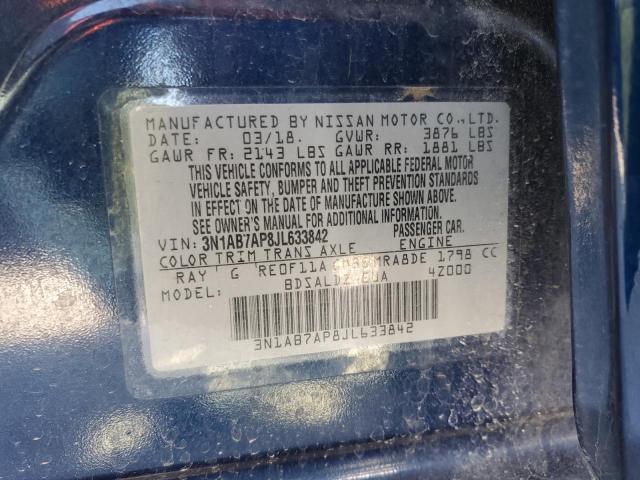 MANUFACTURED BY NISSAN MOTOR CO.,LTD.
DATE: 03/18. GVWR: 3876 LBS
GAWR FR: 2143 LBS GAWR RR: 1881 LBS
THIS VEHICLE CONFORMS TO ALL APPLICABLE FEDERAL MOTOR
VEHICLE SAFETY, BUMPER AND THEFT PREVENTION STANDARDS
IN EFFECT ON THE DATE OF MANUFACTURE SHOWN ABOVE.
SEE OWNER'S MANUAL FOR ADDITIONAL INFORMATION.
VIN: 3N1AB7AP8JL633842 PASSENGER CAR.
COLOR TRIM TRANS AXLE ENGINE
RAY G RE0F11A MRA8DE 1798 CC
MODEL: 42000
3N1AB7AP8JL633842